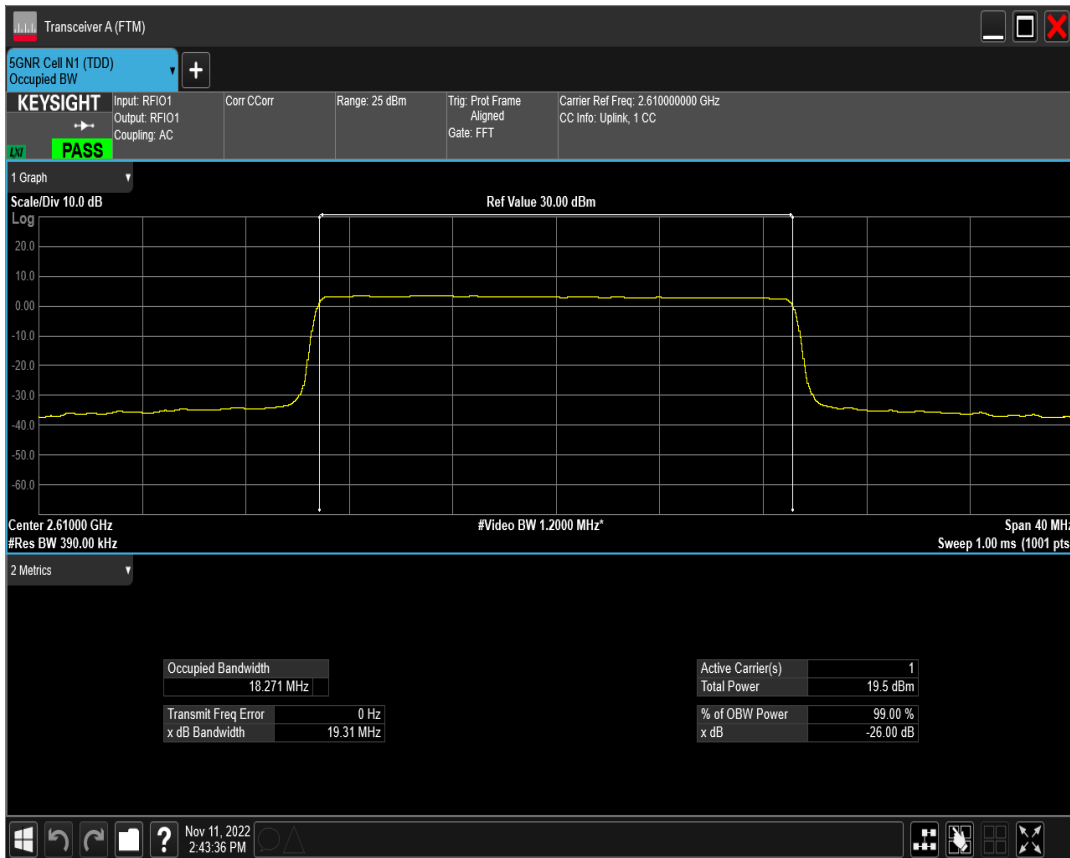 Transceiver A (FTM)
5GNR Cell N1 (TDD)
Occupied BW
+
KEYSIGHT
LXI
PASS
Input: RFIO1
Output: RFIO1
Coupling: AC
Corr CCorr
Range: 25 dBm
Trig: Prot Frame
Aligned
Gate: FFT
Carrier Ref Freq: 2.610000000 GHz
CC Info: Uplink, 1 CC
1 Graph
Scale/Div 10.0 dB
Ref Value 30.00 dBm
Log
20.0
10.0
0.00
-10.0
-20.0
-30.0
-40.0
-50.0
-60.0
Center 2.61000 GHz
#Video BW 1.2000 MHz*
Span 40 MHz
#Res BW 390.00 kHz
Sweep 1.00 ms (1001 pts
2 Metrics
Occupied Bandwidth
18.271 MHz
Transmit Freq Error 0 Hz
x dB Bandwidth 19.31 MHz
Active Carrier(s) 1
Total Power 19.5 dBm
% of OBW Power 99.00 %
x dB -26.00 dB
?
Nov 11, 2022
2:43:36 PM